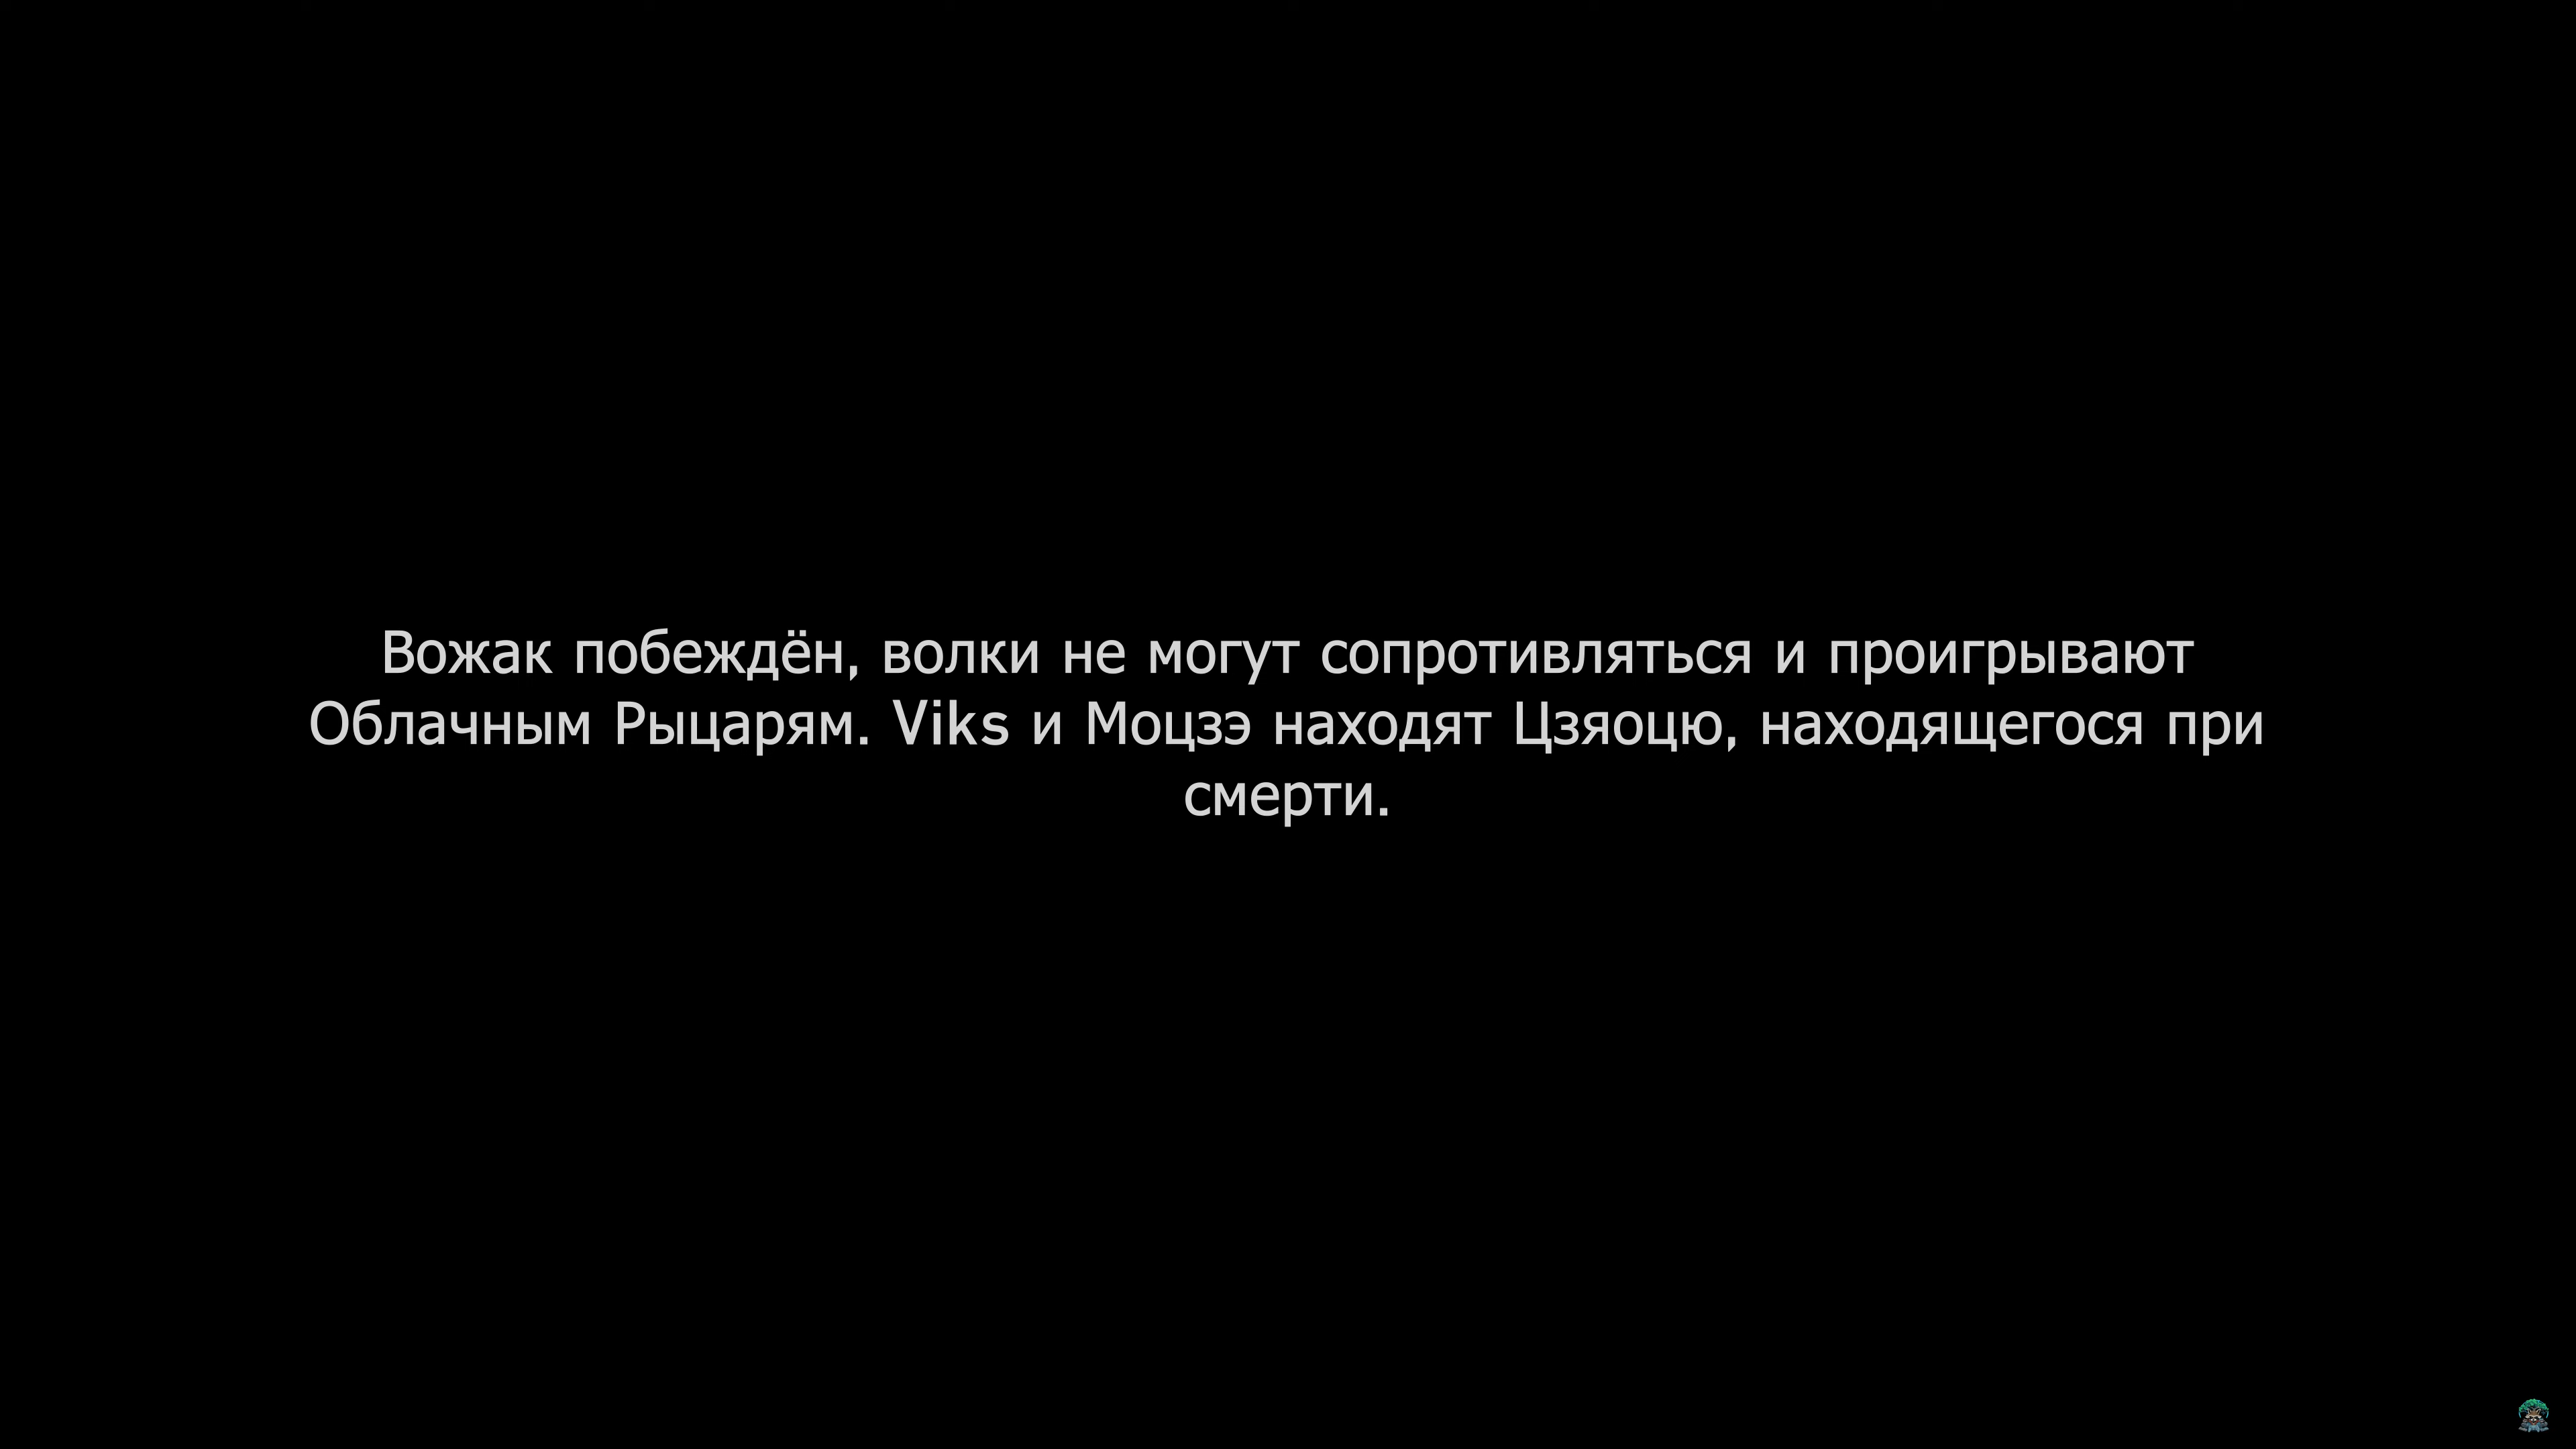 Вожак побеждён, волки не могут сопротивляться и проигрывают
Облачным Рыцарям. Viks и Моцзэ находят Цзяоцю, находящегося при
смерти.